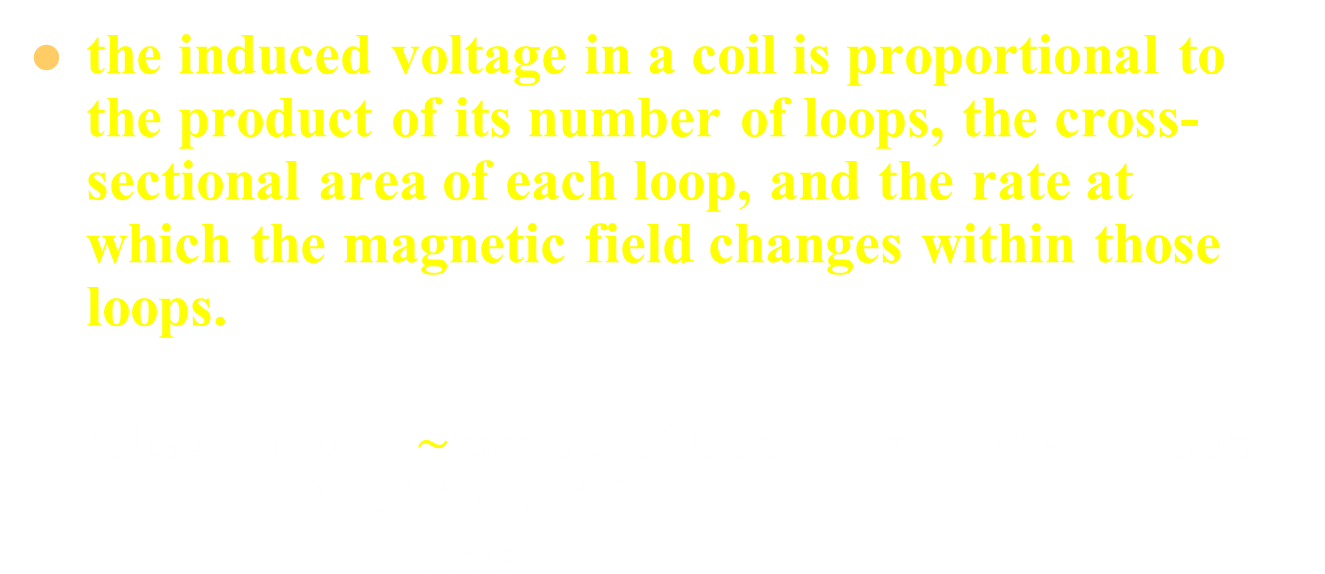 ● the induced voltage in a coil is proportional to
the product of its number of loops, the cross-
sectional area of each loop, and the rate at
which the magnetic field changes within those
loops.
~